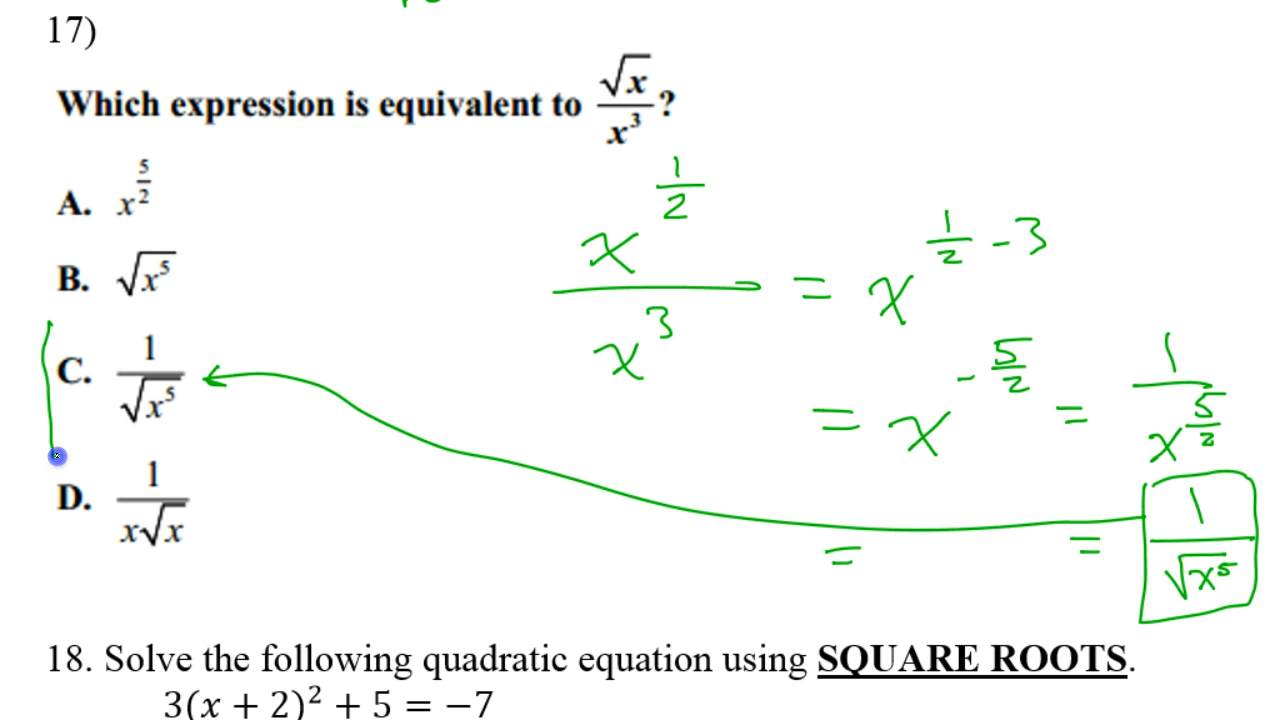 17)
Which expression is equivalent to √x/x³?
A. x^(5/2)
B. √x⁵
C. 1/√x⁵
D. 1/(x√x)
x^(1/2)/x³ = x^(1/2 - 3)
= x^(-5/2) = 1/x^(5/2)
= = 1/√x⁵
18. Solve the following quadratic equation using SQUARE ROOTS.
3(x + 2)² + 5 = −7